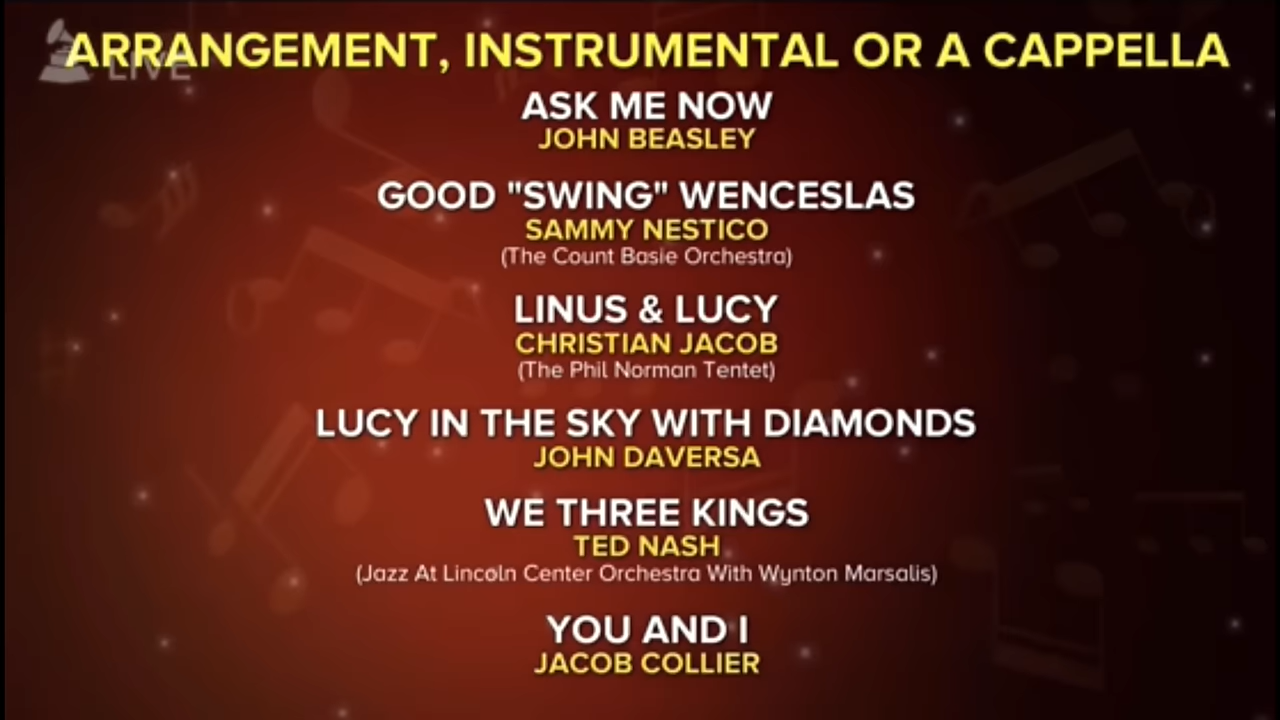 ARRANGEMENT, INSTRUMENTAL OR A CAPPELLA
LIVE
ASK ME NOW
JOHN BEASLEY
GOOD "SWING" WENCESLAS
SAMMY NESTICO
(The Count Basie Orchestra)
LINUS & LUCY
CHRISTIAN JACOB
(The Phil Norman Tentet)
LUCY IN THE SKY WITH DIAMONDS
JOHN DAVERSA
WE THREE KINGS
TED NASH
(Jazz At Lincoln Center Orchestra With Wynton Marsalis)
YOU AND I
JACOB COLLIER